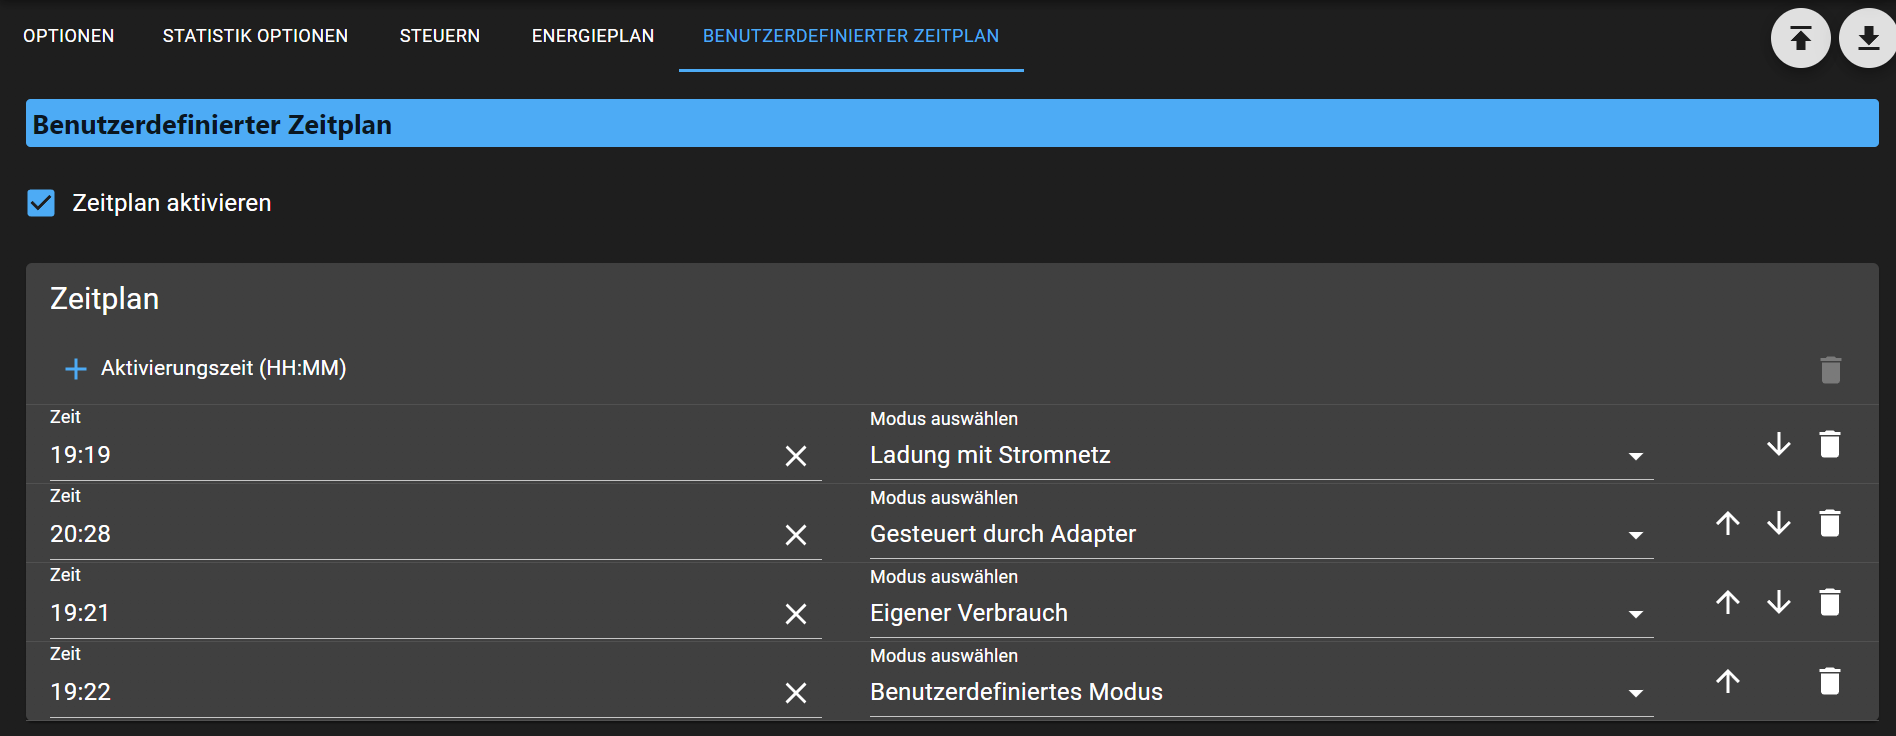 OPTIONEN STATISTIK OPTIONEN STEUERN ENERGIEPLAN BENUTZERDEFINIERTER ZEITPLAN
Benutzerdefinierter Zeitplan
Zeitplan aktivieren
Zeitplan
Aktivierungszeit (HH:MM)
Zeit Modus auswählen
19:19 Ladung mit Stromnetz
Zeit Modus auswählen
20:28 Gesteuert durch Adapter
Zeit Modus auswählen
19:21 Eigener Verbrauch
Zeit Modus auswählen
19:22 Benutzerdefiniertes Modus